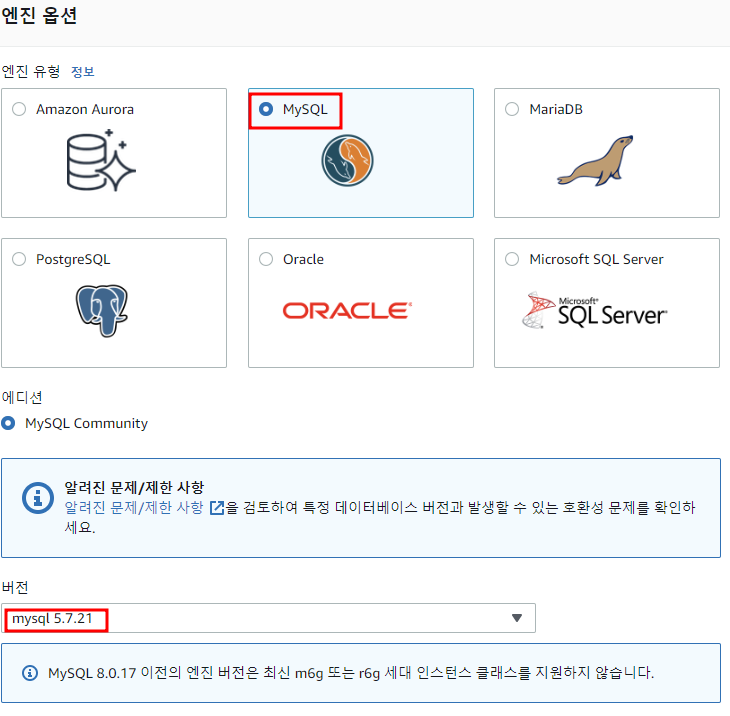 엔진 옵션
엔진 유형 정보
Amazon Aurora
MySQL
MariaDB
PostgreSQL
Oracle
Microsoft SQL Server
ORACLE
Microsoft
SQL Server
에디션
MySQL Community
알려진 문제/제한 사항
알려진 문제/제한 사항 을 검토하여 특정 데이터베이스 버전과 발생할 수 있는 호환성 문제를 확인하
세요.
버전
mysql 5.7.21
MySQL 8.0.17 이전의 엔진 버전은 최신 m6g 또는 r6g 세대 인스턴스 클래스를 지원하지 않습니다.